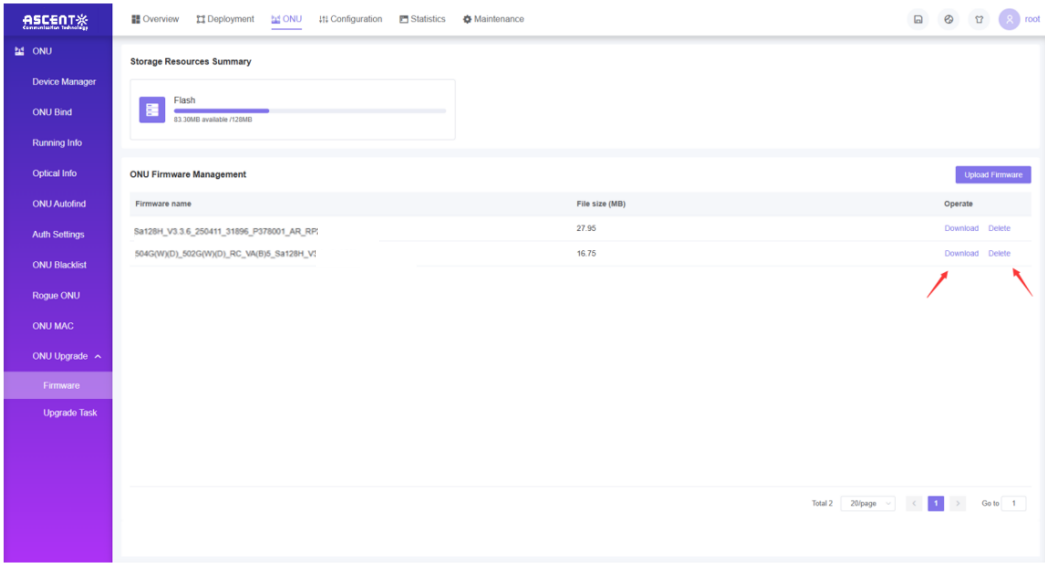 ASCENT
Communication Technology
Overview Deployment ONU Configuration Statistics Maintenance root
ONU
Device Manager
ONU Bind
Running Info
Optical Info
ONU Autofind
Auth Settings
ONU Blacklist
Rogue ONU
ONU MAC
ONU Upgrade
Firmware
Upgrade Task
Storage Resources Summary
Flash
83.30MB available /128MB
ONU Firmware Management Upload Firmware
Firmware name File size (MB) Operate
Sa128H_V3.3.6_250411_31896_P378001_AR_RP 27.95 Download Delete
504G(W)(D)_502G(W)(D)_RC_VA(B)5_Sa128H_V 16.75 Download Delete
Total 2 20/page < 1 > Go to 1